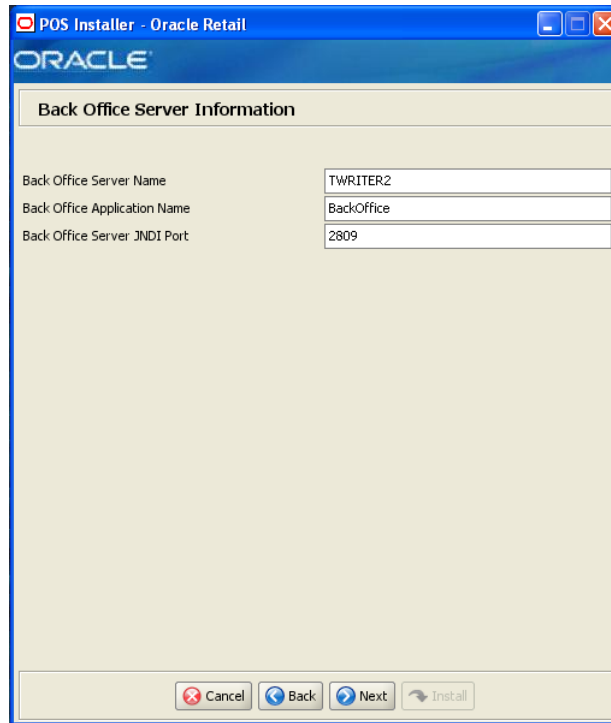 POS Installer - Oracle Retail
ORACLE
Back Office Server Information
Back Office Server Name TWRITER2
Back Office Application Name BackOffice
Back Office Server JNDI Port 2809
Cancel Back Next Install